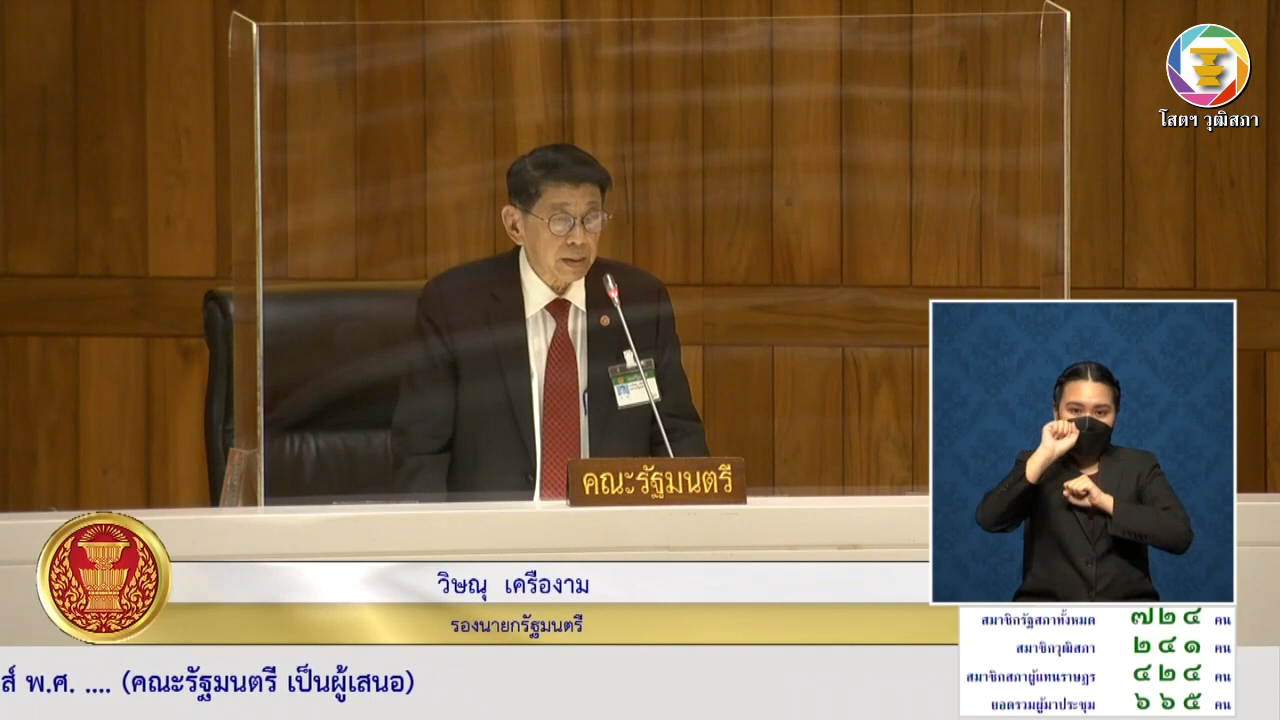 โสตฯ วุฒิสภา
คณะรัฐมนตรี
วิษณุ เครืองาม
รองนายกรัฐมนตรี
ส์ พ.ศ. .... (คณะรัฐมนตรี เป็นผู้เสนอ)
สมาชิกรัฐสภาทั้งหมด ๗๒๔ คน
สมาชิกวุฒิสภา ๒๔๑ คน
สมาชิกสภาผู้แทนราษฎร ๔๒๔ คน
ยอดรวมผู้มาประชุม ๖๖๕ คน